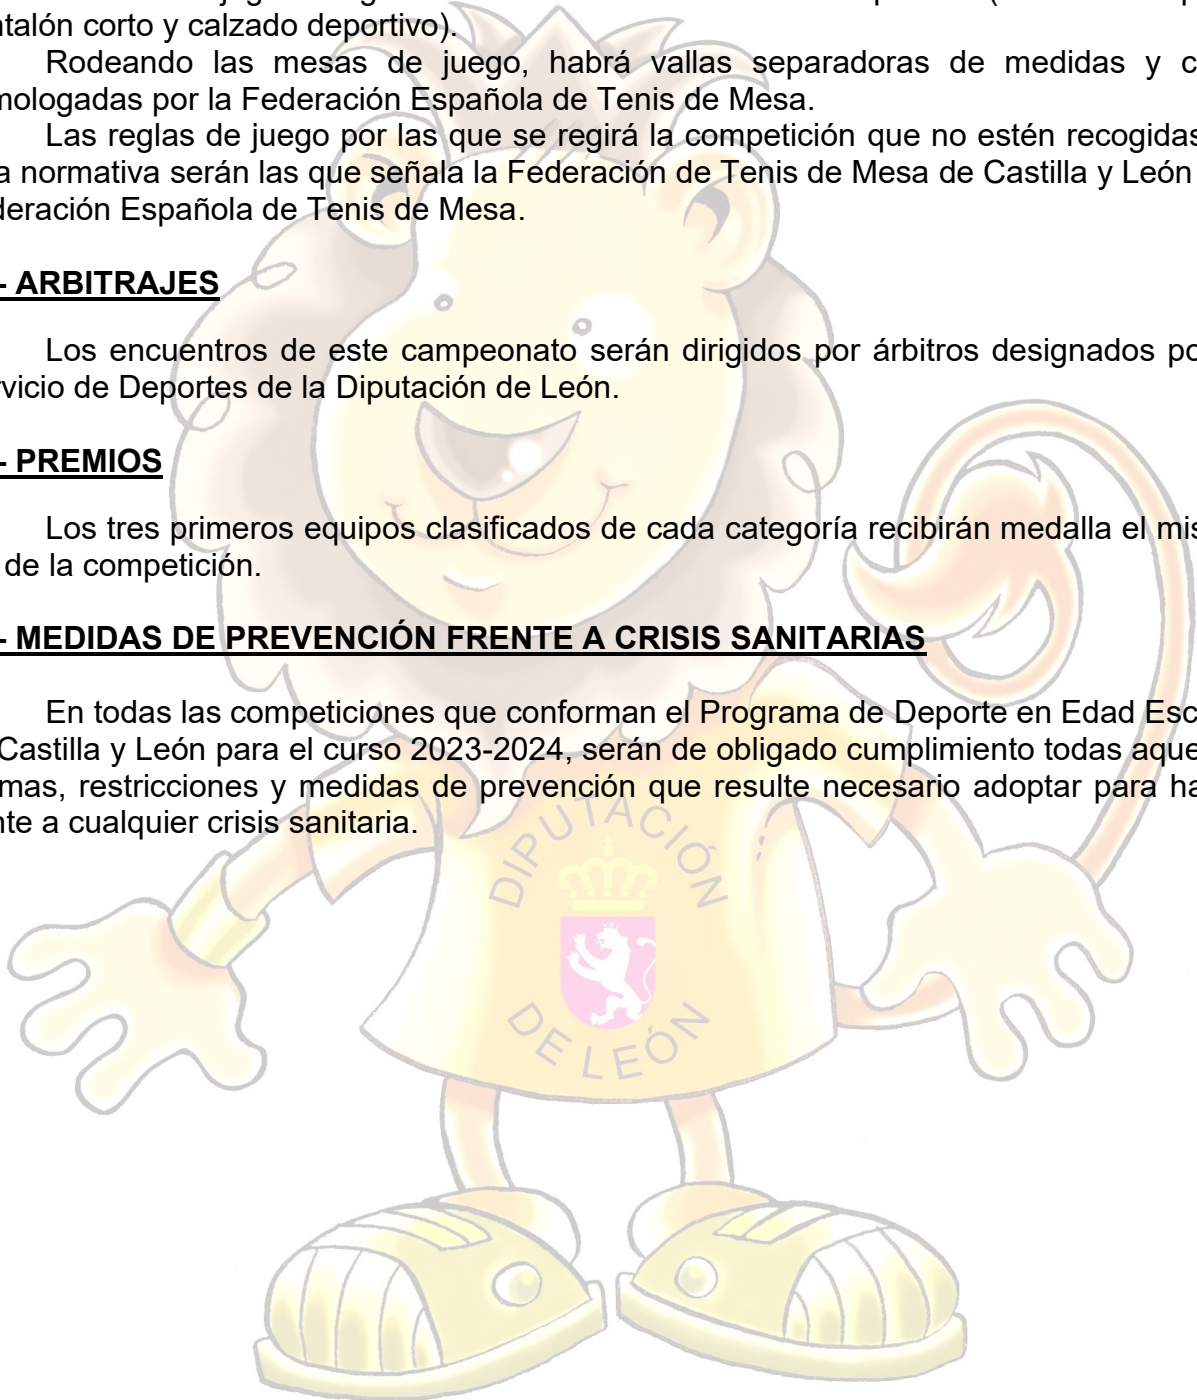 ntalón corto y calzado deportivo).
Rodeando las mesas de juego, habrá vallas separadoras de medidas y c
mologadas por la Federación Española de Tenis de Mesa.
Las reglas de juego por las que se regirá la competición que no estén recogidas
a normativa serán las que señala la Federación de Tenis de Mesa de Castilla y León
deración Española de Tenis de Mesa.
- ARBITRAJES
Los encuentros de este campeonato serán dirigidos por árbitros designados po
rvicio de Deportes de la Diputación de León.
- PREMIOS
Los tres primeros equipos clasificados de cada categoría recibirán medalla el mis
de la competición.
- MEDIDAS DE PREVENCIÓN FRENTE A CRISIS SANITARIAS
En todas las competiciones que conforman el Programa de Deporte en Edad Esc
Castilla y León para el curso 2023-2024, serán de obligado cumplimiento todas aque
mas, restricciones y medidas de prevención que resulte necesario adoptar para ha
nte a cualquier crisis sanitaria.
DIPUTACIÓN
DE LEÓN